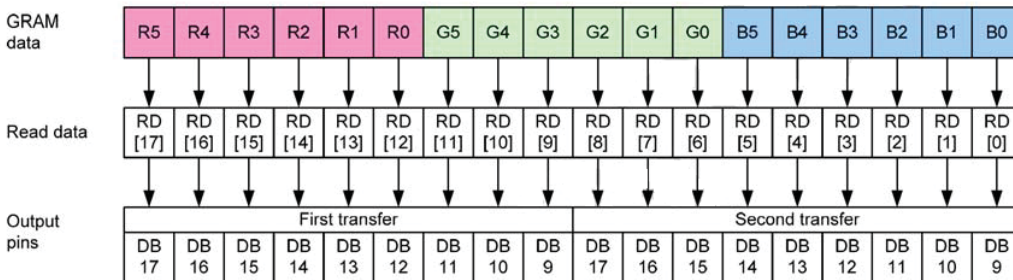 GRAM data
R5 R4 R3 R2 R1 R0 G5 G4 G3 G2 G1 G0 B5 B4 B3 B2 B1 B0
Read data
RD [17] RD [16] RD [15] RD [14] RD [13] RD [12] RD [11] RD [10] RD [9] RD [8] RD [7] RD [6] RD [5] RD [4] RD [3] RD [2] RD [1] RD [0]
Output pins
First transfer Second transfer
DB 17 DB 16 DB 15 DB 14 DB 13 DB 12 DB 11 DB 10 DB 9 DB 17 DB 16 DB 15 DB 14 DB 13 DB 12 DB 11 DB 10 DB 9